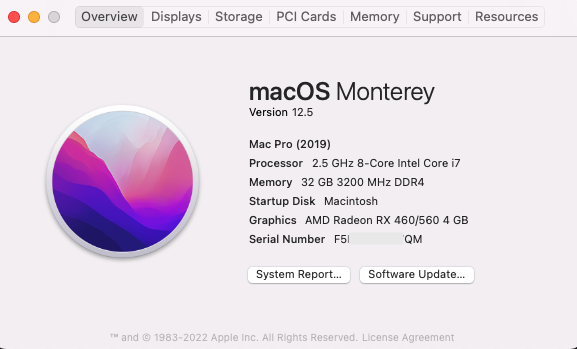 Overview Displays Storage PCI Cards Memory Support Resources
macOS Monterey
Version 12.5
Mac Pro (2019)
Processor 2.5 GHz 8-Core Intel Core i7
Memory 32 GB 3200 MHz DDR4
Startup Disk Macintosh
Graphics AMD Radeon RX 460/560 4 GB
Serial Number F5 QM
System Report... Software Update...
™ and © 1983-2022 Apple Inc. All Rights Reserved. License Agreement